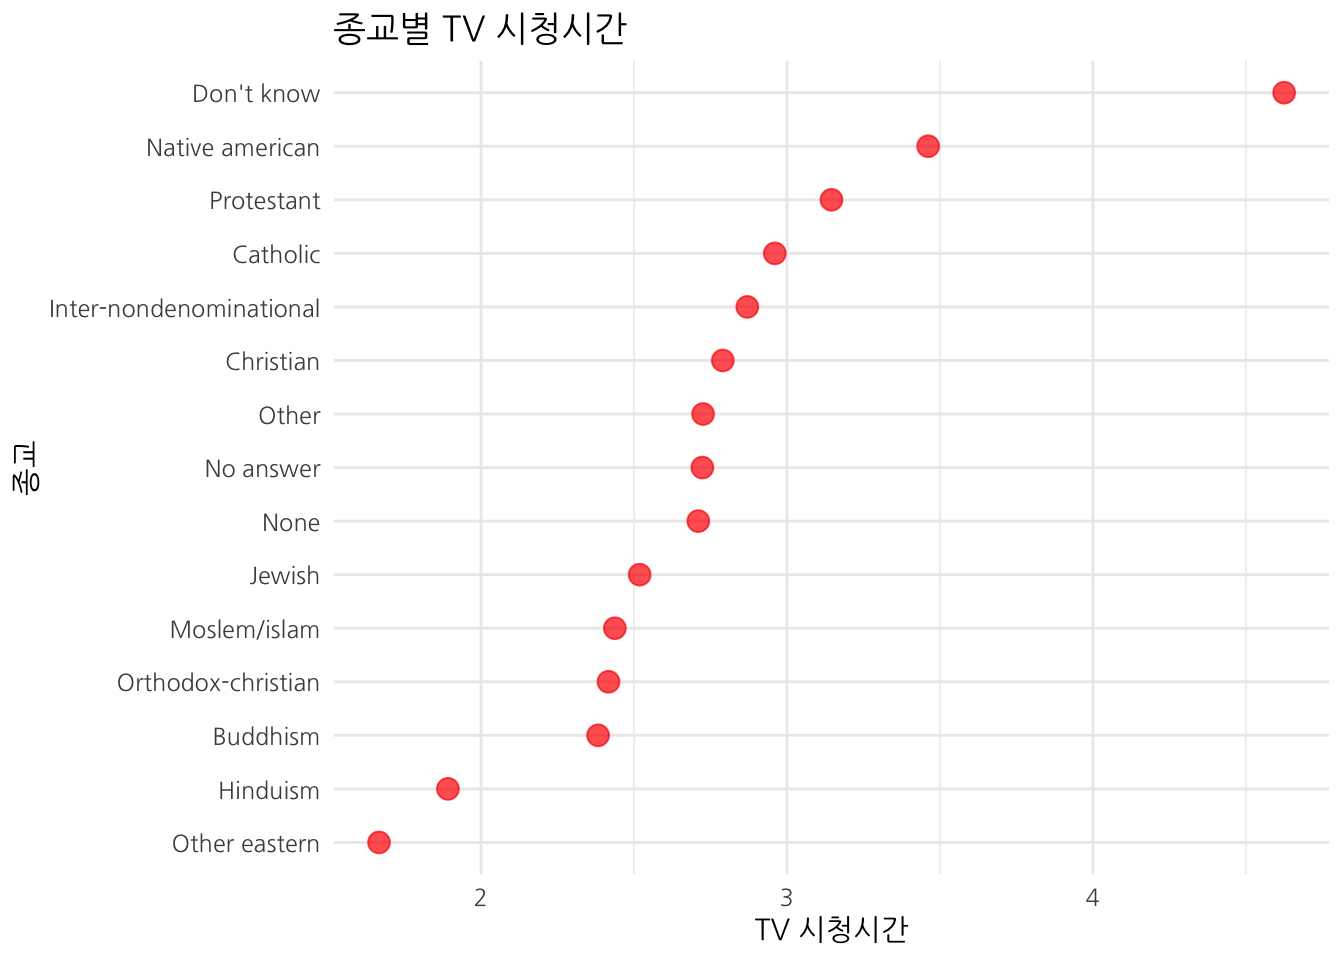 종교별 TV 시청시간
Don't know
Native american
Protestant
Catholic
Inter-nondenominational
Christian
Other
No answer
None
Jewish
Moslem/islam
Orthodox-christian
Buddhism
Hinduism
Other eastern
종교
2 3 4
TV 시청시간